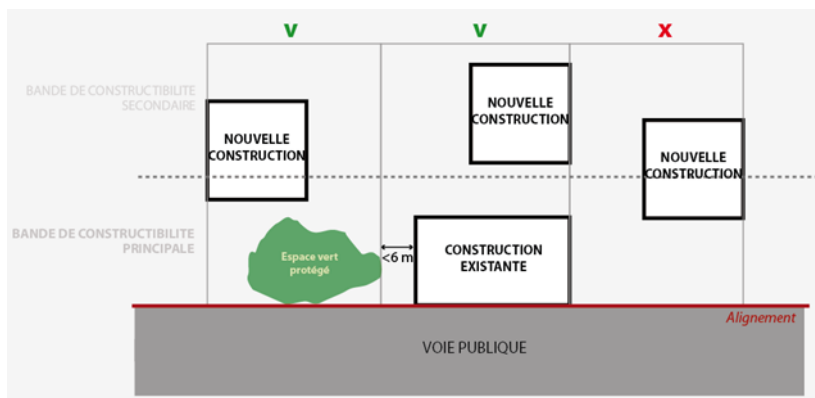 V
V
X
BANDE DE CONSTRUCTIBILITE
SECONDAIRE
NOUVELLE
CONSTRUCTION
NOUVELLE
CONSTRUCTION
NOUVELLE
CONSTRUCTION
BANDE DE CONSTRUCTIBILITE
PRINCIPALE
Espace vert
protégé
<6 m
CONSTRUCTION
EXISTANTE
Alignement
VOIE PUBLIQUE